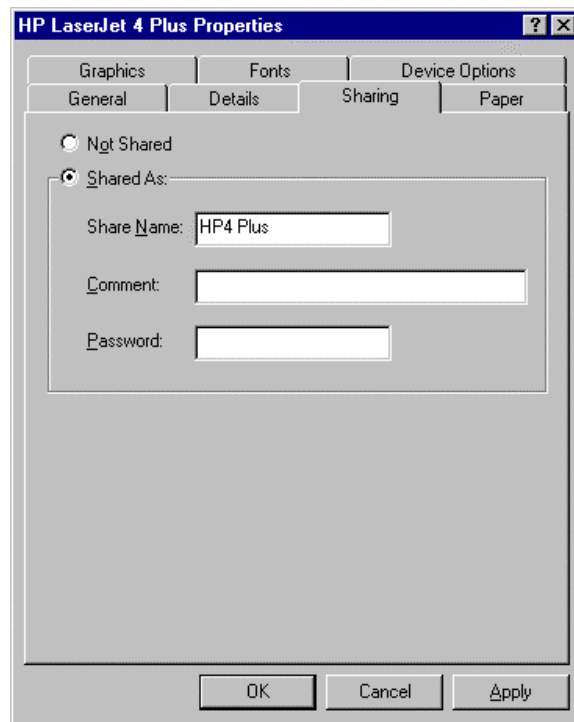 HP LaserJet 4 Plus Properties
Graphics Fonts Device Options
General Details Sharing Paper
Not Shared
Shared As:
Share Name: HP4 Plus
Comment:
Password:
OK Cancel Apply